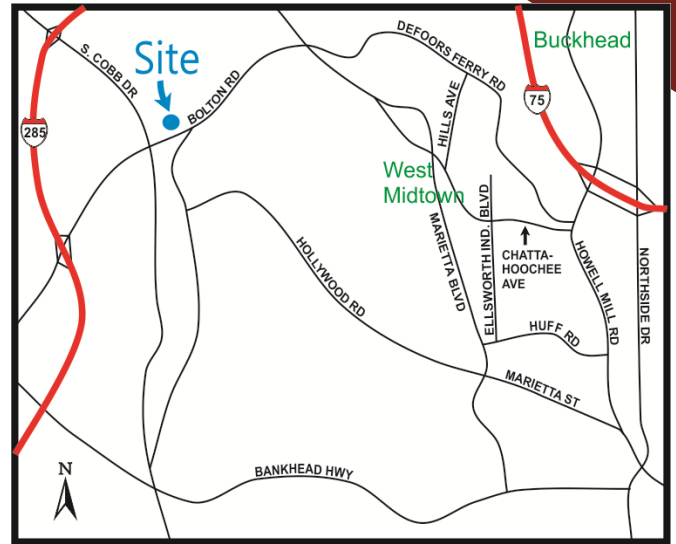 S. COBB DR
Site
BOLTON RD
DEFOORS FERRY RD
Buckhead
285
75
HILLS AVE
West
Midtown
MARIETTA BLVD
ELLSWORTH IND. BLVD
CHATTA-
HOOCHEE
AVE
HOWELL MILL RD
NORTHSIDE DR
HOLLYWOOD RD
HUFF RD
MARIETTA ST
BANKHEAD HWY
N